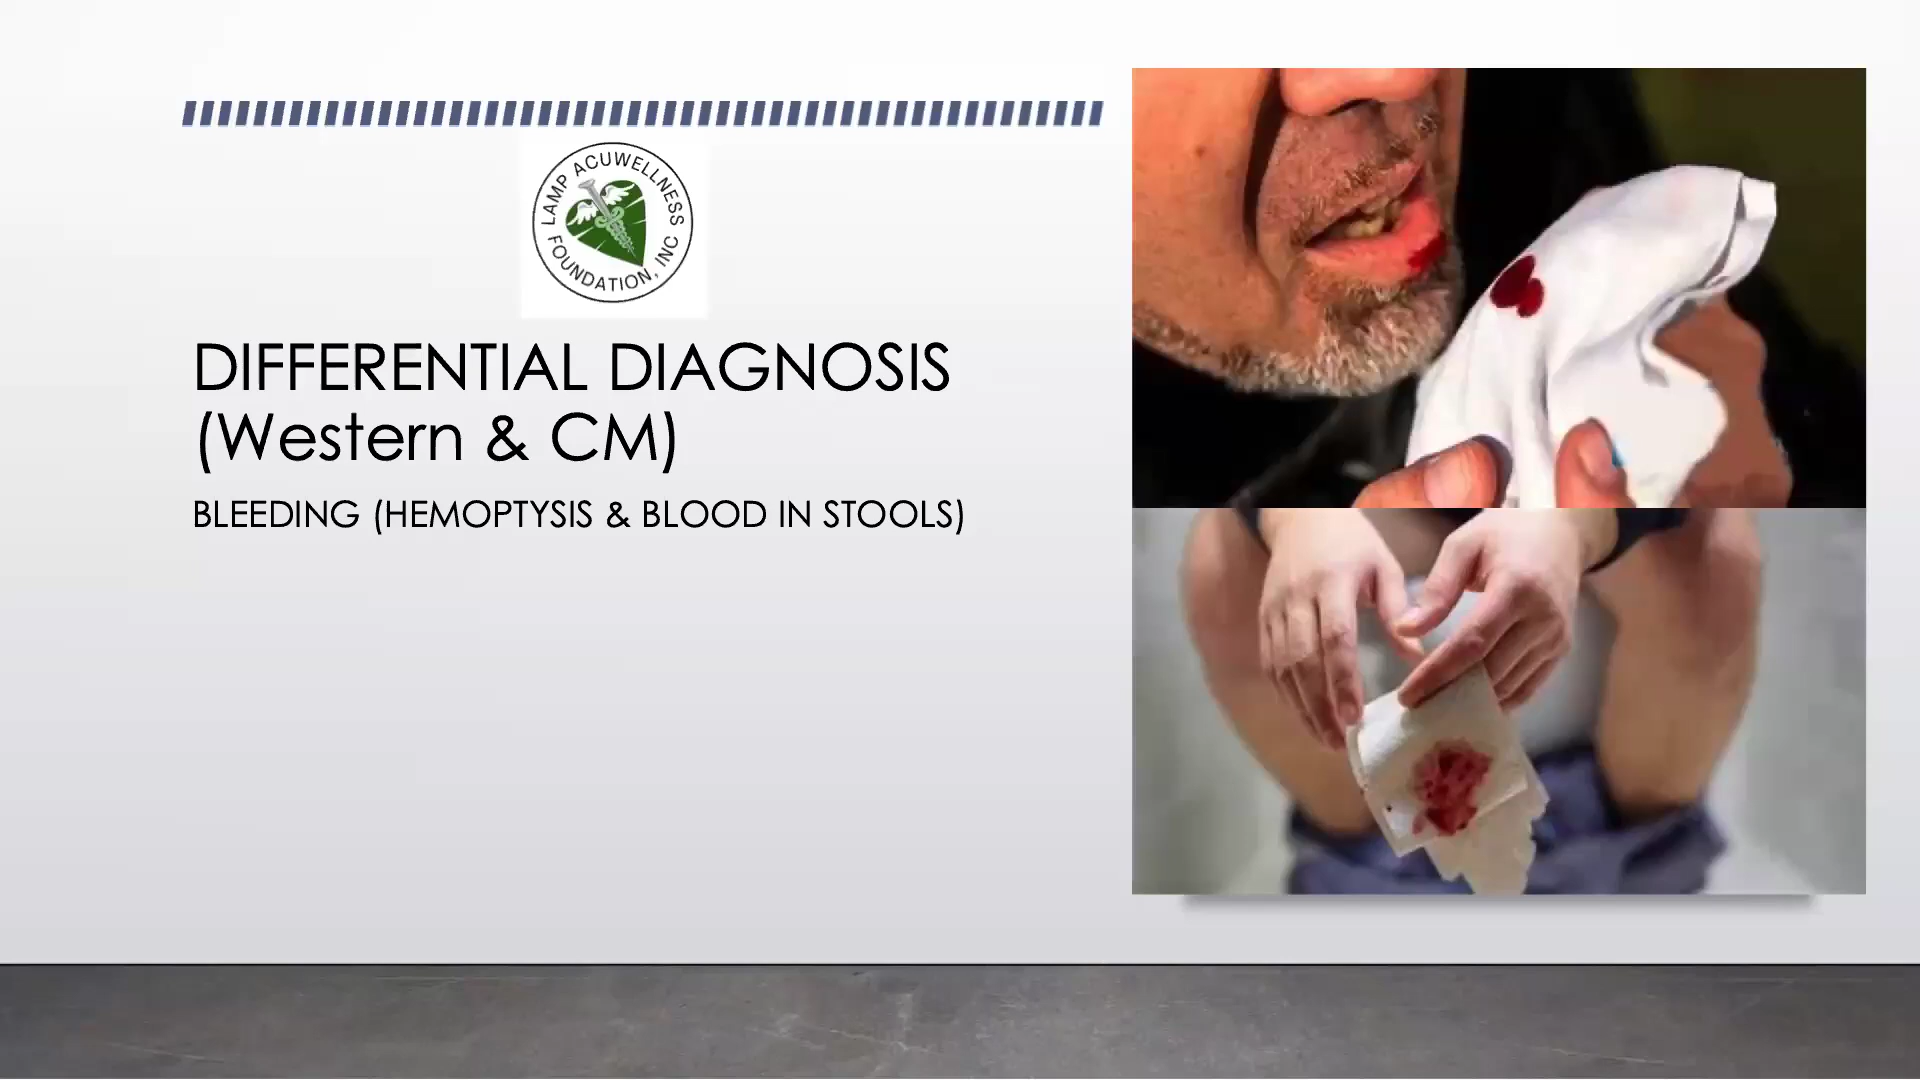 LAMP ACUWELLNESS
FOUNDATION, INC
DIFFERENTIAL DIAGNOSIS
(Western & CM)
BLEEDING (HEMOPTYSIS & BLOOD IN STOOLS)